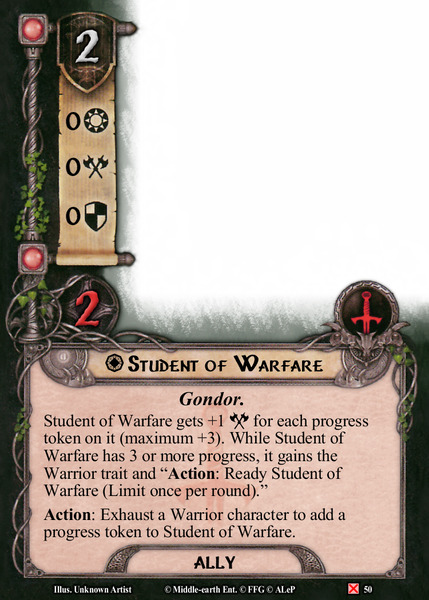 2
0
0
0
2
Student of Warfare
Gondor.
Student of Warfare gets +1 for each progress
token on it (maximum +3). While Student of
Warfare has 3 or more progress, it gains the
Warrior trait and “Action: Ready Student of
Warfare (Limit once per round).”
Action: Exhaust a Warrior character to add a
progress token to Student of Warfare.
Ally
Illus. Unknown Artist © Middle-earth Ent. © FFG © ALeP 50